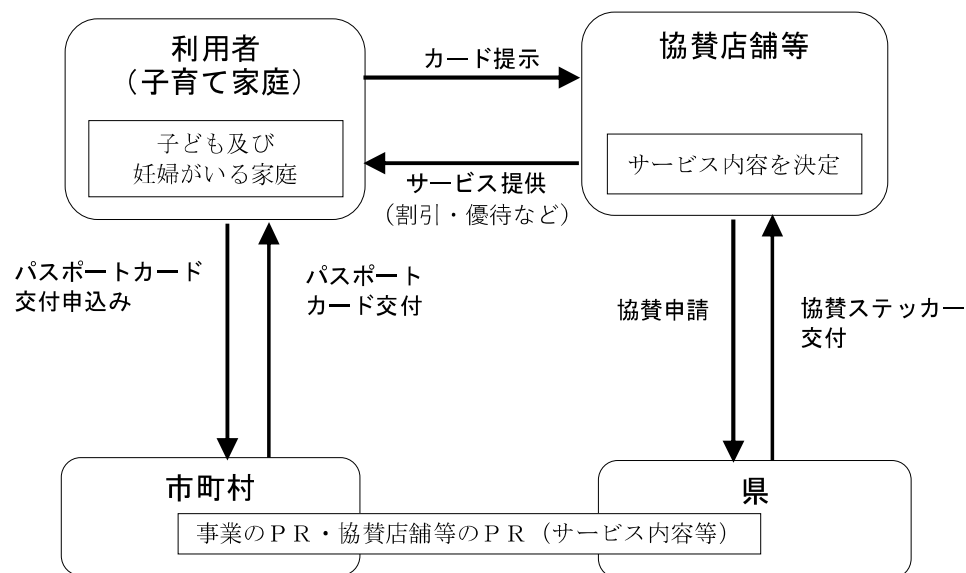 利用者
（子育て家庭）
子ども及び
妊婦がいる家庭
カード提示
サービス提供
（割引・優待など）
協賛店舗等
サービス内容を決定
パスポートカード
交付申込み
パスポート
カード交付
協賛申請
協賛ステッカー
交付
市町村
県
事業のＰＲ・協賛店舗等のＰＲ（サービス内容等）